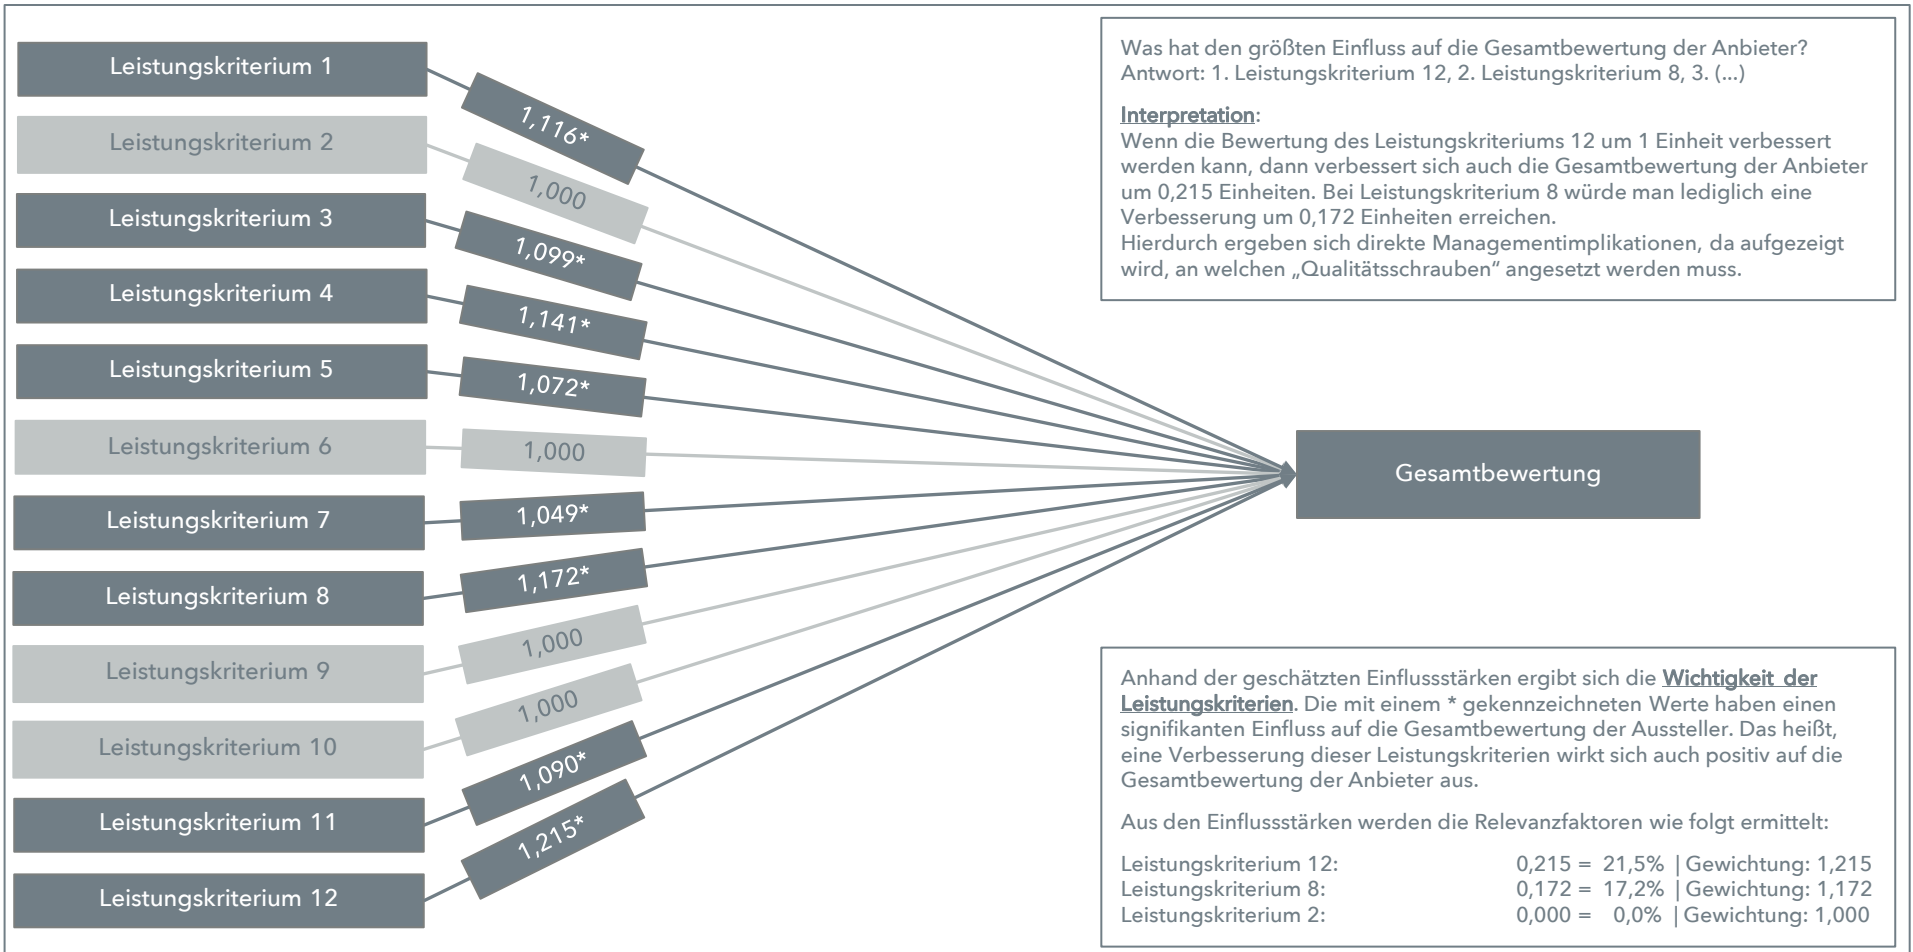 Leistungskriterium 1
Leistungskriterium 2
Leistungskriterium 3
Leistungskriterium 4
Leistungskriterium 5
Leistungskriterium 6
Leistungskriterium 7
Leistungskriterium 8
Leistungskriterium 9
Leistungskriterium 10
Leistungskriterium 11
Leistungskriterium 12
1,116*
1,000
1,099*
1,141*
1,072*
1,000
1,049*
1,172*
1,000
1,000
1,090*
1,215*
Was hat den größten Einfluss auf die Gesamtbewertung der Anbieter?
Antwort: 1. Leistungskriterium 12, 2. Leistungskriterium 8, 3. (...)
Interpretation:
Wenn die Bewertung des Leistungskriteriums 12 um 1 Einheit verbessert
werden kann, dann verbessert sich auch die Gesamtbewertung der Anbieter
um 0,215 Einheiten. Bei Leistungskriterium 8 würde man lediglich eine
Verbesserung um 0,172 Einheiten erreichen.
Hierdurch ergeben sich direkte Managementimplikationen, da aufgezeigt
wird, an welchen „Qualitätsschrauben“ angesetzt werden muss.
Gesamtbewertung
Anhand der geschätzten Einflussstärken ergibt sich die Wichtigkeit der
Leistungskriterien. Die mit einem * gekennzeichneten Werte haben einen
signifikanten Einfluss auf die Gesamtbewertung der Aussteller. Das heißt,
eine Verbesserung dieser Leistungskriterien wirkt sich auch positiv auf die
Gesamtbewertung der Anbieter aus.
Aus den Einflussstärken werden die Relevanzfaktoren wie folgt ermittelt:
Leistungskriterium 12: 0,215 = 21,5% | Gewichtung: 1,215
Leistungskriterium 8: 0,172 = 17,2% | Gewichtung: 1,172
Leistungskriterium 2: 0,000 = 0,0% | Gewichtung: 1,000